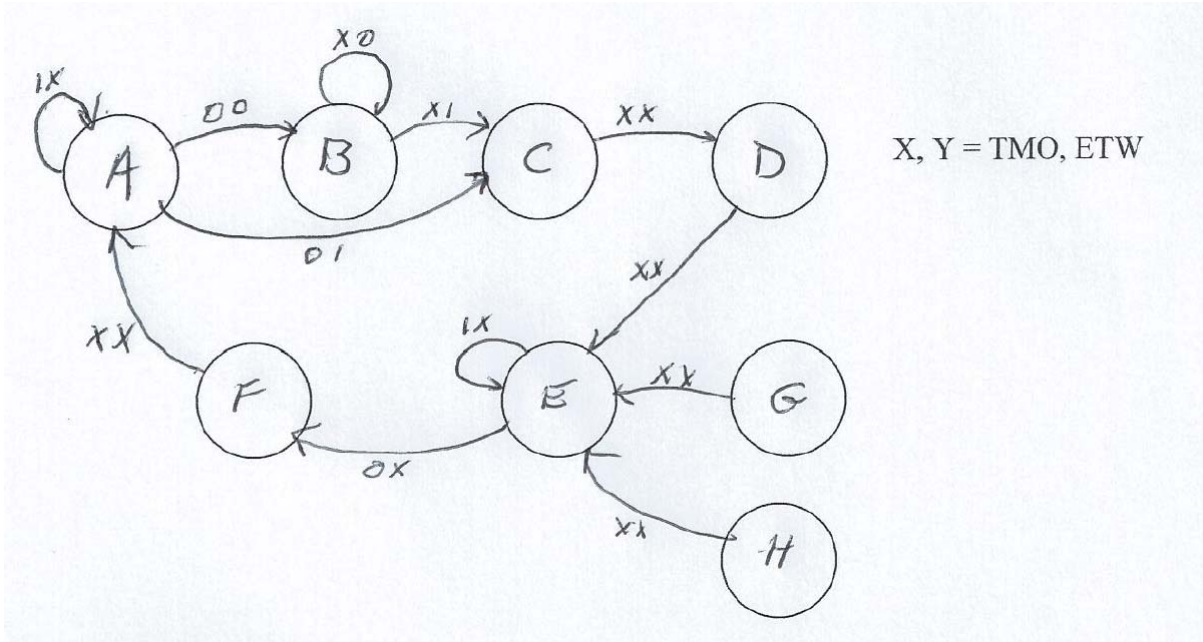 X0
1X
00
X1
XX
A
B
C
D
X, Y = TMO, ETW
01
XX
XX
1X
XX
F
E
G
0X
XX
H